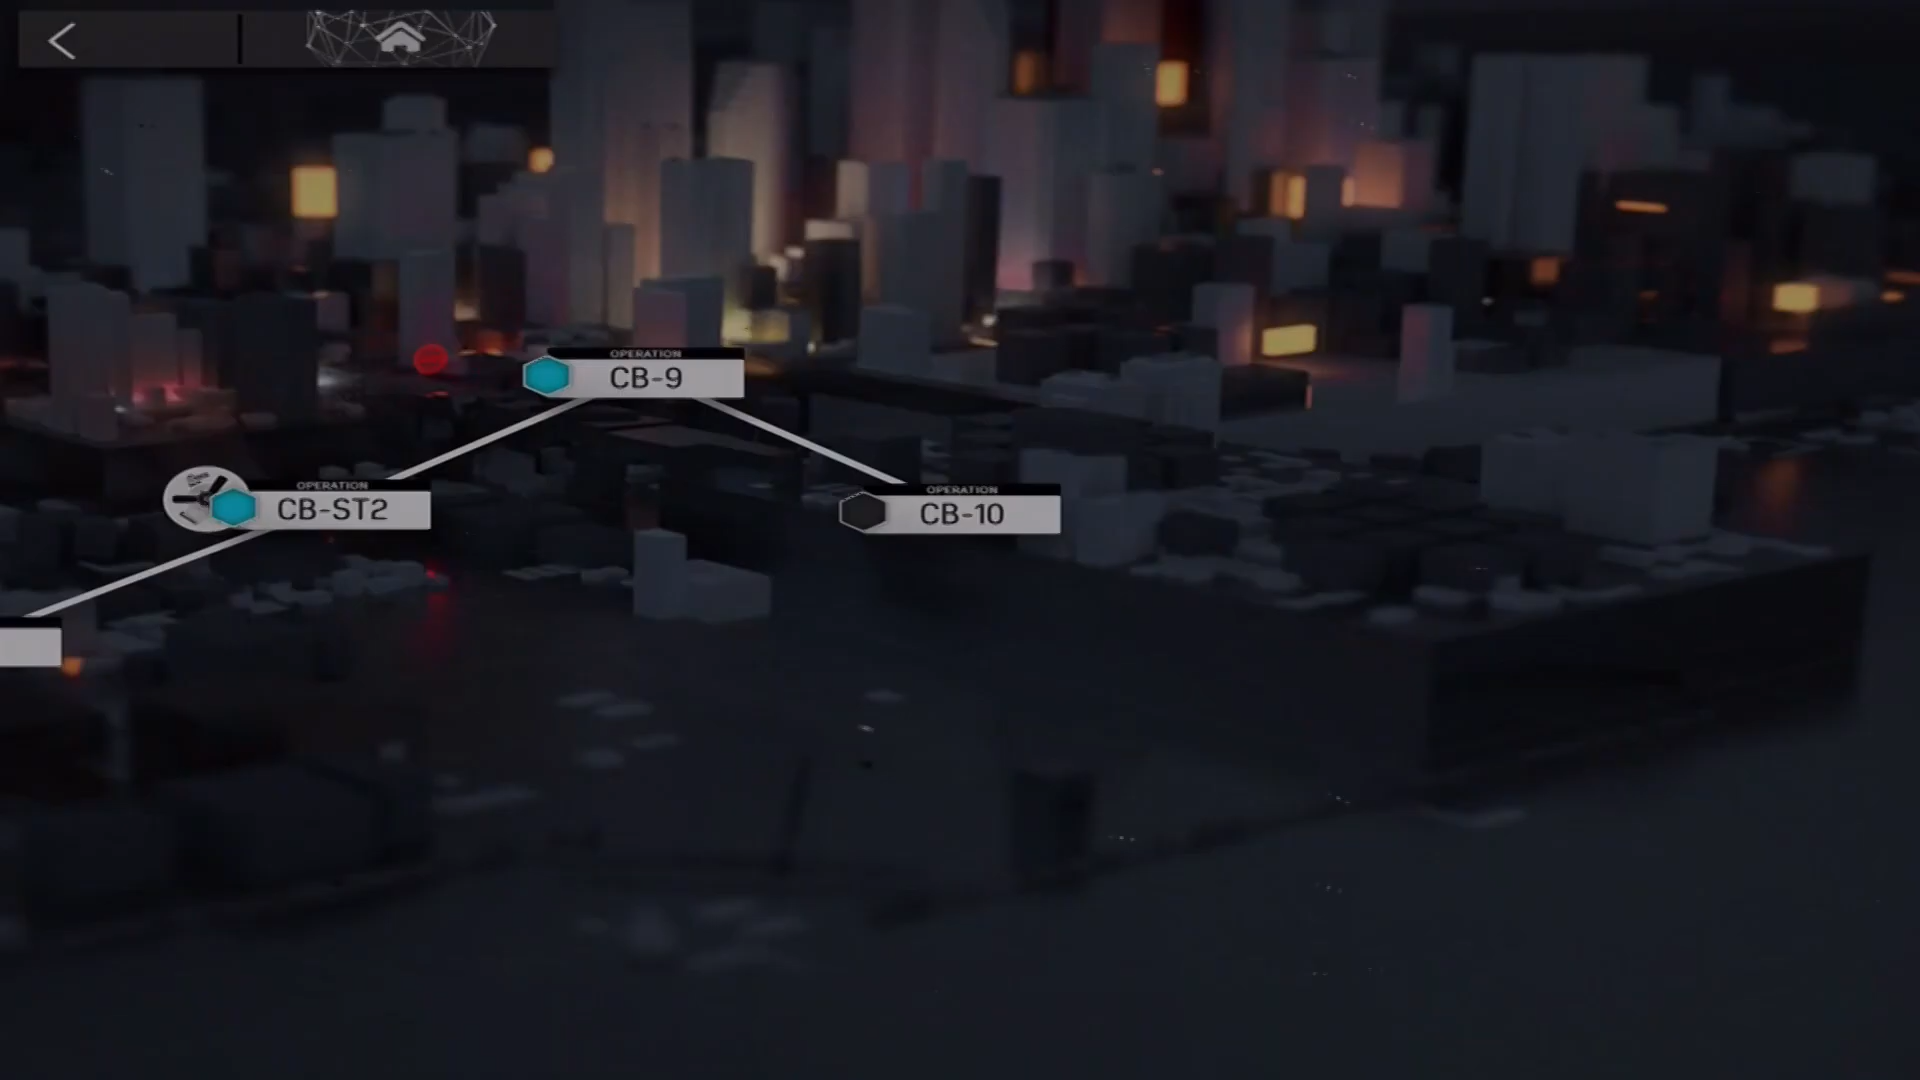 OPERATION
CB-9
OPERATION
CB-ST2
OPERATION
CB-10